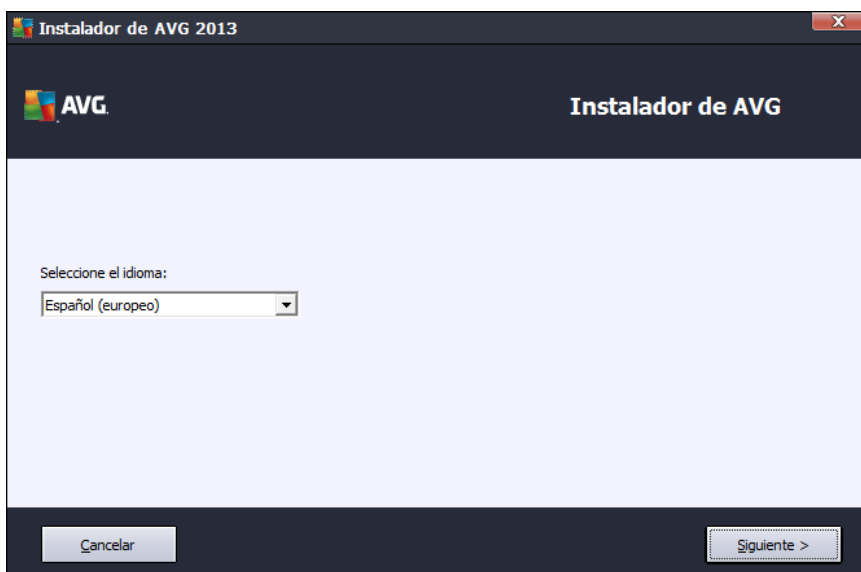 Instalador de AVG 2013
X
AVG.
Instalador de AVG
Seleccione el idioma:
Español (europeo)
Cancelar
Siguiente >